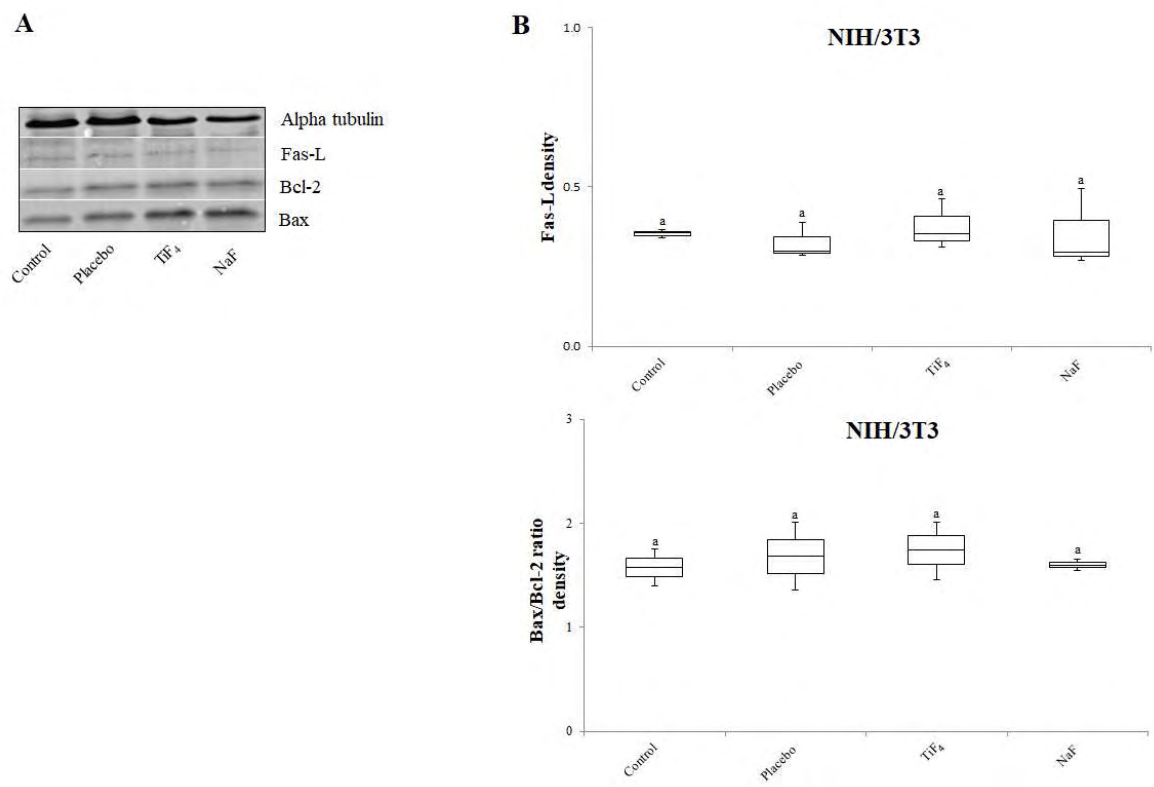 A
Alpha tubulin
Fas-L
Bcl-2
Bax
Control
Placebo
TiF₄
NaF
B
NIH/3T3
Fas-L density
1.0
0.5
0.0
a
a
a
a
Control
Placebo
TiF₄
NaF
NIH/3T3
Bax/Bcl-2 ratio
density
3
2
1
0
a
a
a
a
Control
Placebo
TiF₄
NaF